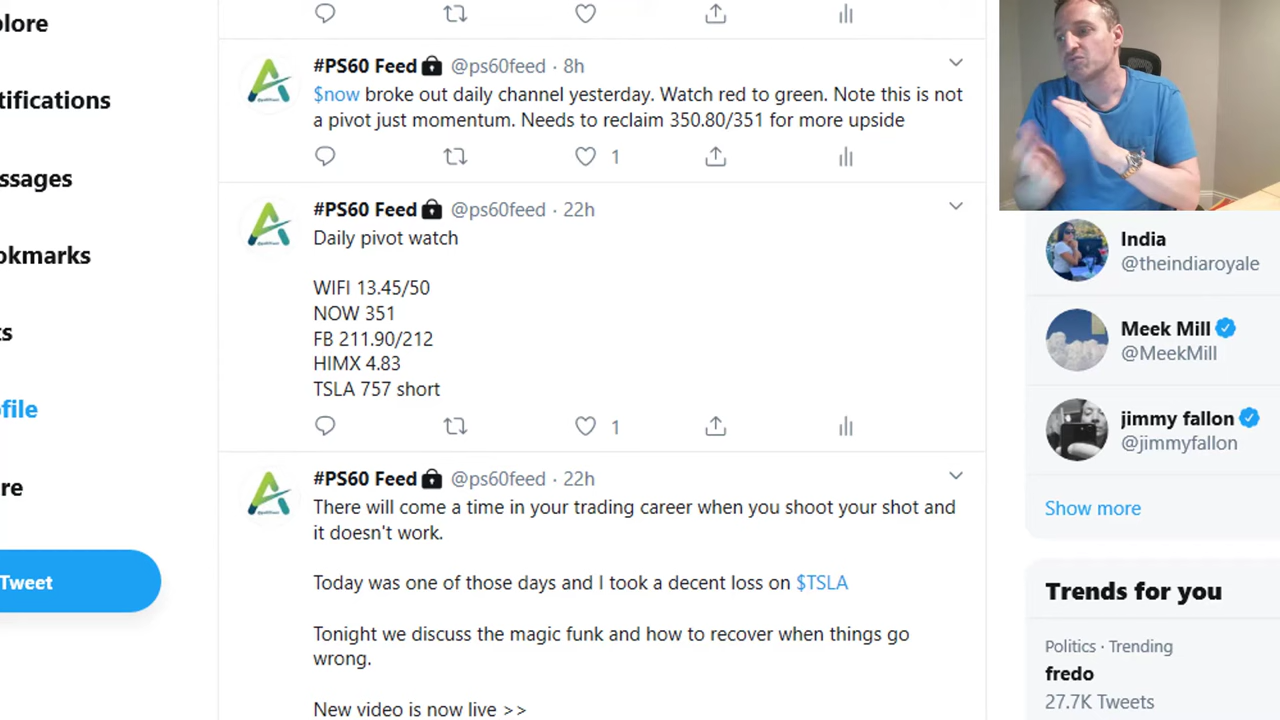 plore
tifications
ssages
okmarks
ts
ofile
re
Tweet
#PS60 Feed @ps60feed · 8h
$now broke out daily channel yesterday. Watch red to green. Note this is not
a pivot just momentum. Needs to reclaim 350.80/351 for more upside
1
#PS60 Feed @ps60feed · 22h
Daily pivot watch
WIFI 13.45/50
NOW 351
FB 211.90/212
HIMX 4.83
TSLA 757 short
1
#PS60 Feed @ps60feed · 22h
There will come a time in your trading career when you shoot your shot and
it doesn't work.
Today was one of those days and I took a decent loss on $TSLA
Tonight we discuss the magic funk and how to recover when things go
wrong.
New video is now live >>
India
@theindiaroyale
Meek Mill
@MeekMill
jimmy fallon
@jimmyfallon
Show more
Trends for you
Politics · Trending
fredo
27.7K Tweets